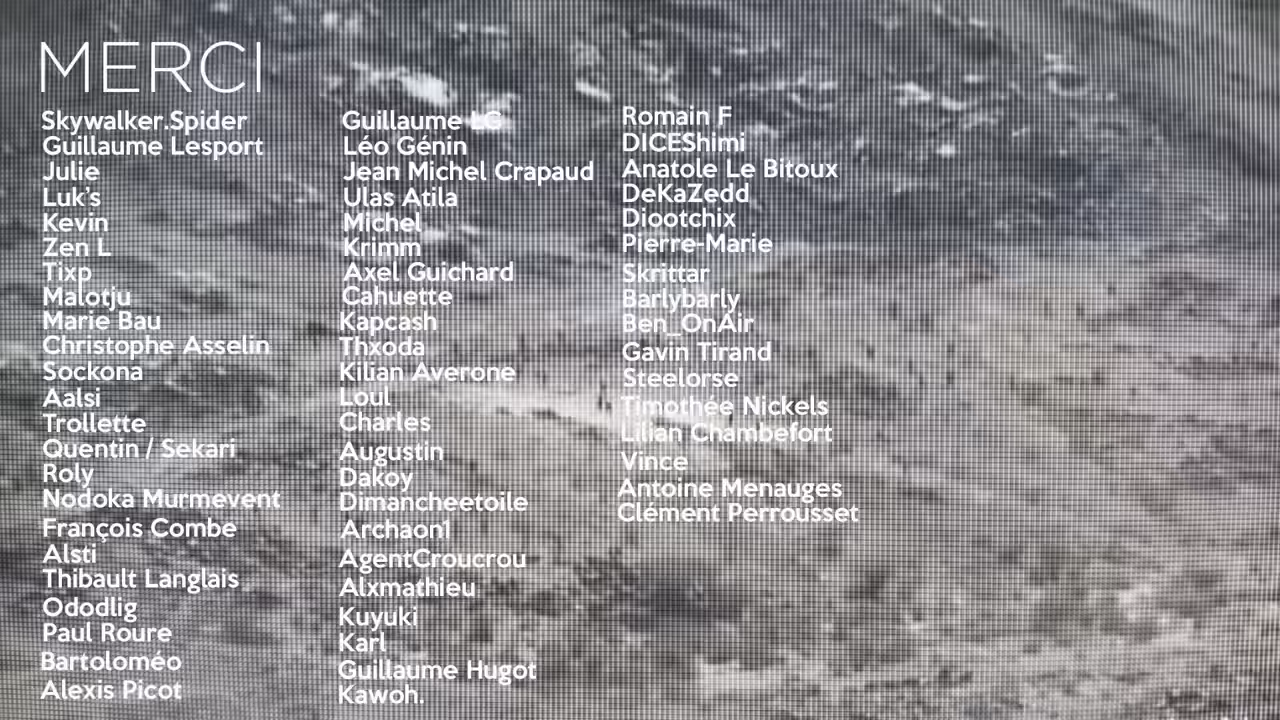 MERCI
Skywalker.Spider
Guillaume Lesport
Julie
Luk's
Kevin
Zen L
Tixp
Malotju
Marie Bau
Christophe Asselin
Sockona
Aalsi
Trollette
Quentin / Sekari
Roly
Nodoka Murmevent
François Combe
Alsti
Thibault Langlais
Ododlig
Paul Roure
Bartoloméo
Alexis Picot
Guillaume LG
Léo Génin
Jean Michel Crapaud
Ulas Atila
Michel
Krimm
Axel Guichard
Cahuette
Kapcash
Thxoda
Kilian Averone
Loul
Charles
Augustin
Dakoy
Dimancheetoile
Archaon1
AgentCroucrou
Alxmathieu
Kuyuki
Karl
Guillaume Hugot
Kawoh.
Romain F
DICEShimi
Anatole Le Bitoux
DeKaZedd
Diootchix
Pierre-Marie
Skrittar
Barlybarly
Ben_OnAir
Gavin Tirand
Steelorse
Timothée Nickels
Lilian Chambefort
Vince
Antoine Menauges
Clément Perrousset